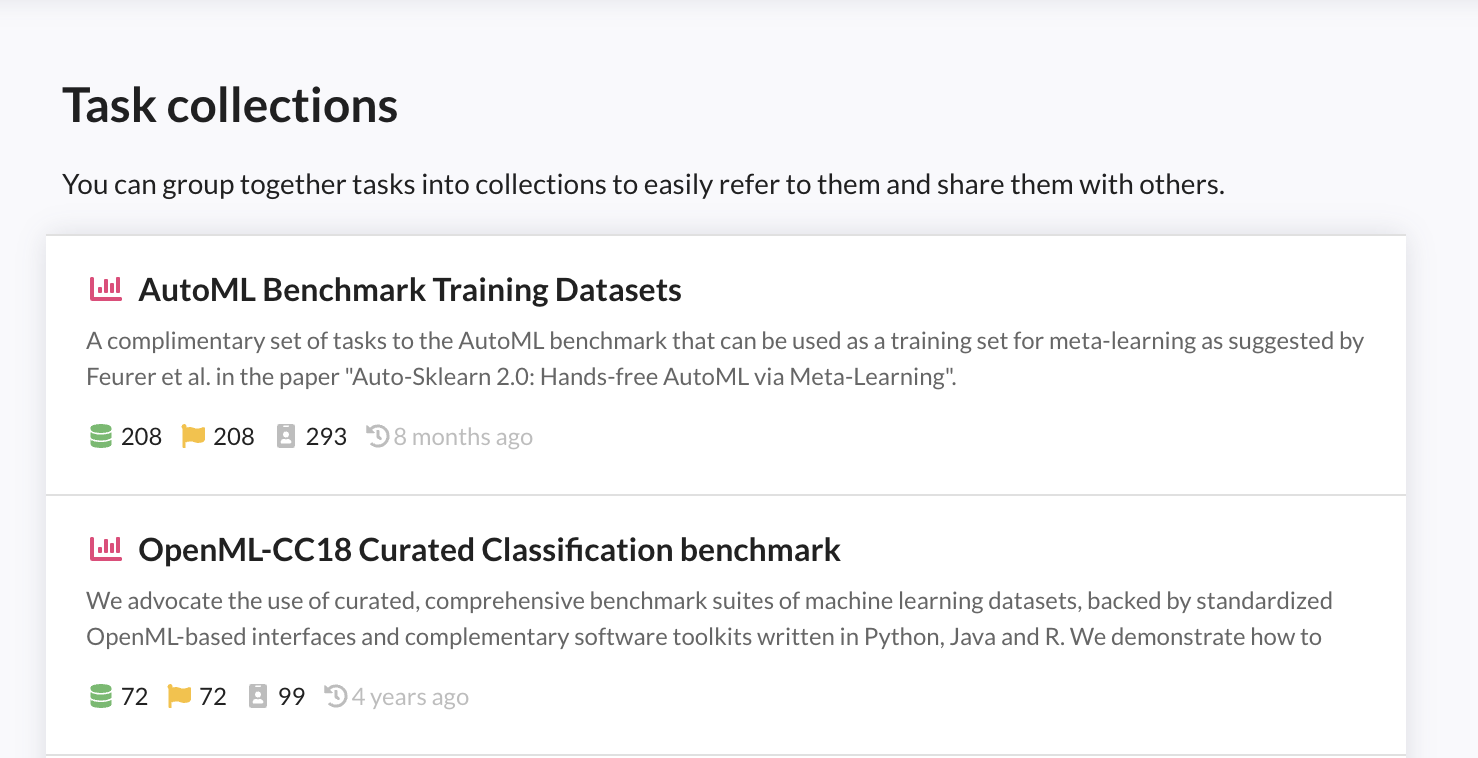 Task collections
You can group together tasks into collections to easily refer to them and share them with others.
AutoML Benchmark Training Datasets
A complimentary set of tasks to the AutoML benchmark that can be used as a training set for meta-learning as suggested by
Feurer et al. in the paper "Auto-Sklearn 2.0: Hands-free AutoML via Meta-Learning".
208 208 293 8 months ago
OpenML-CC18 Curated Classification benchmark
We advocate the use of curated, comprehensive benchmark suites of machine learning datasets, backed by standardized
OpenML-based interfaces and complementary software toolkits written in Python, Java and R. We demonstrate how to
72 72 99 4 years ago